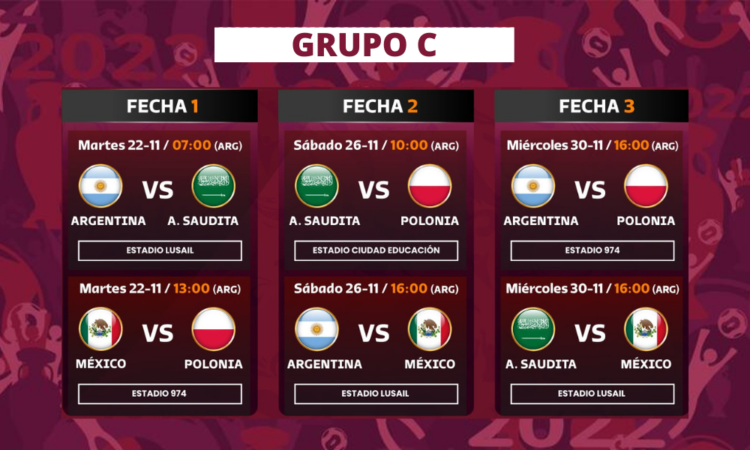 GRUPO C
FECHA 1
Martes 22-11 / 07:00 (ARG)
VS
ARGENTINA A. SAUDITA
ESTADIO LUSAIL
Martes 22-11 / 13:00 (ARG)
VS
MÉXICO POLONIA
ESTADIO 974
FECHA 2
Sábado 26-11 / 10:00 (ARG)
VS
A. SAUDITA POLONIA
ESTADIO CIUDAD EDUCACIÓN
Sábado 26-11 / 16:00 (ARG)
VS
ARGENTINA MÉXICO
ESTADIO LUSAIL
FECHA 3
Miércoles 30-11 / 16:00 (ARG)
VS
ARGENTINA POLONIA
ESTADIO 974
Miércoles 30-11 / 16:00 (ARG)
VS
A. SAUDITA MÉXICO
ESTADIO LUSAIL
2022
2022